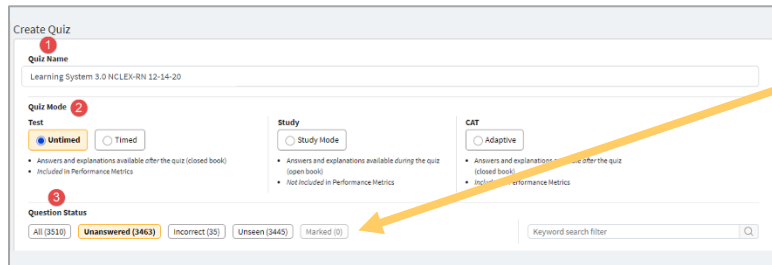 Create Quiz
1
Quiz Name
Learning System 3.0 NCLEX-RN 12-14-20
Quiz Mode 2
Test
Untimed
Timed
• Answers and explanations available after the quiz (closed book)
• Included in Performance Metrics
Study
Study Mode
• Answers and explanations available during the quiz
(open book)
• Not Included in Performance Metrics
CAT
Adaptive
• Answers and explanations after the quiz
(closed book)
• in Performance Metrics
3
Question Status
All (3510) Unanswered (3463) Incorrect (35) Unseen (3445) Marked (0) Keyword search filter